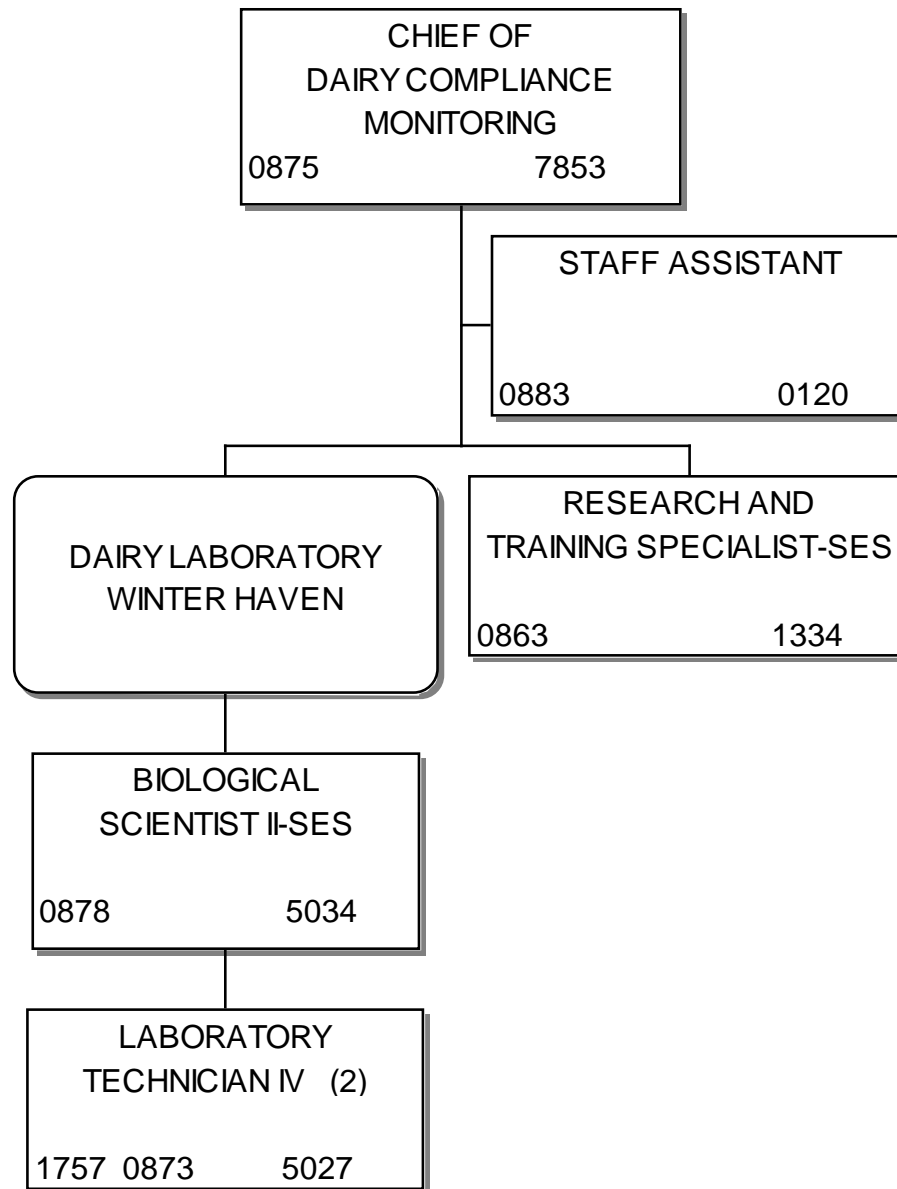 CHIEF OF
DAIRY COMPLIANCE
MONITORING
0875 7853
STAFF ASSISTANT
0883 0120
DAIRY LABORATORY
WINTER HAVEN
RESEARCH AND
TRAINING SPECIALIST-SES
0863 1334
BIOLOGICAL
SCIENTIST II-SES
0878 5034
LABORATORY
TECHNICIAN IV (2)
1757 0873 5027